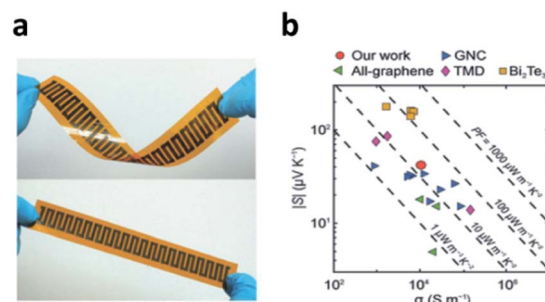 a
b
Our work
GNC
All-graphene
TMD
Bi₂Te₃
|S| (μV K⁻¹)
10²
10¹
10⁰
PF = 1000 μW m⁻¹ K⁻²
100 μW m⁻¹ K⁻²
10 μW m⁻¹ K⁻²
1 μW m⁻¹ K⁻²
10²
10⁴
10⁶
σ (S m⁻¹)